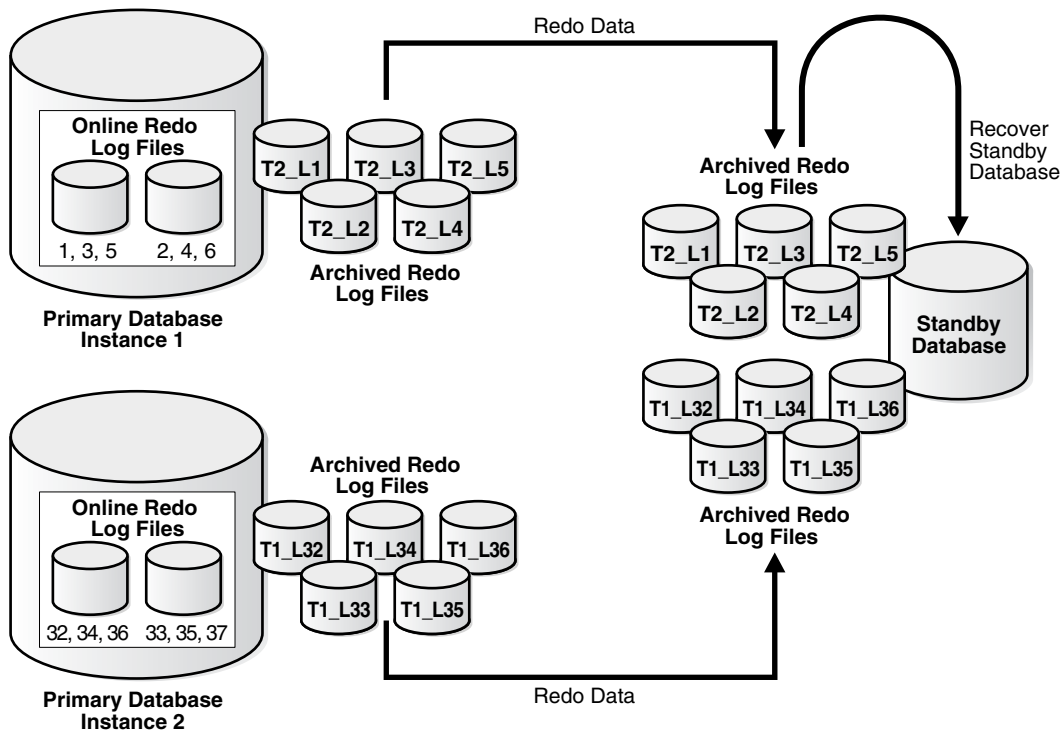 Redo Data
Online Redo
Log Files
1, 3, 5
2, 4, 6
Primary Database
Instance 1
T2_L1
T2_L3
T2_L5
T2_L2
T2_L4
Archived Redo
Log Files
Recover
Standby
Database
Archived Redo
Log Files
T2_L1
T2_L3
T2_L5
T2_L2
T2_L4
Standby
Database
T1_L32
T1_L34
T1_L36
T1_L33
T1_L35
Archived Redo
Log Files
Online Redo
Log Files
32, 34, 36
33, 35, 37
Primary Database
Instance 2
Archived Redo
Log Files
T1_L32
T1_L34
T1_L36
T1_L33
T1_L35
Redo Data